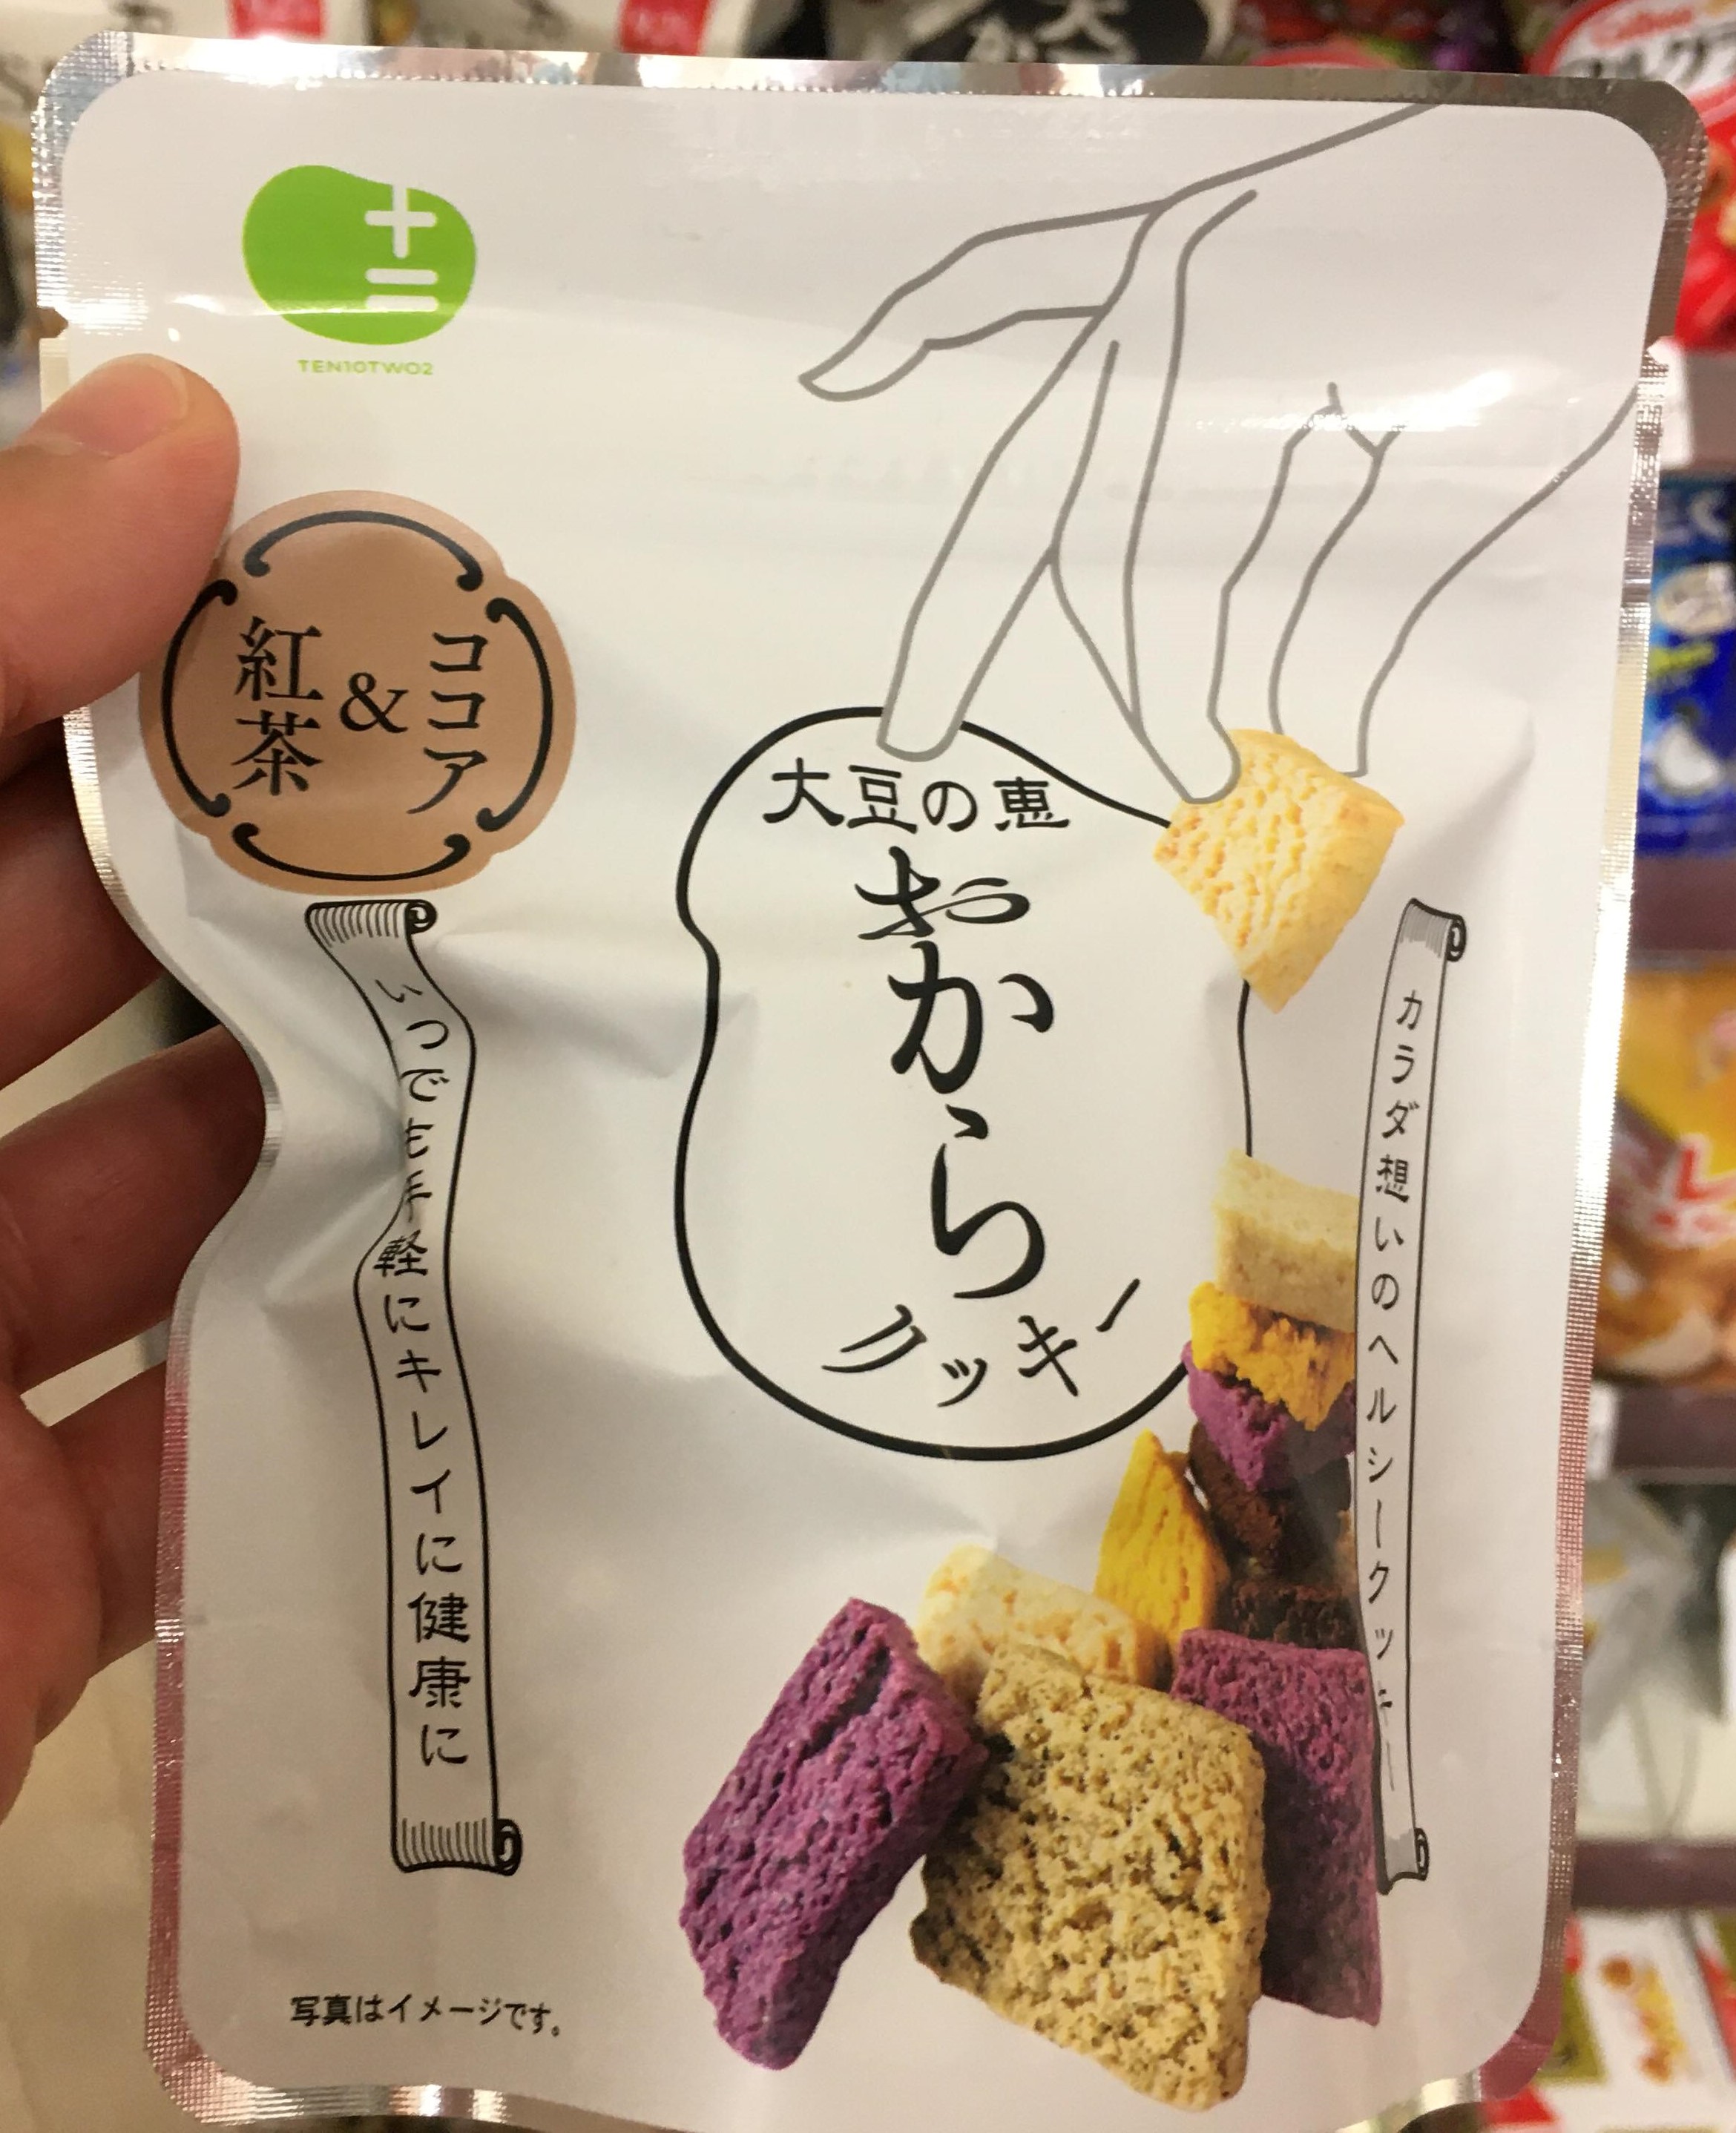 十二
TEN10TWO2
ココア
&
紅茶
大豆の恵
おから
クッキー
カラダ想いのヘルシークッキー
いつでも手軽にキレイに健康に
写真はイメージです。